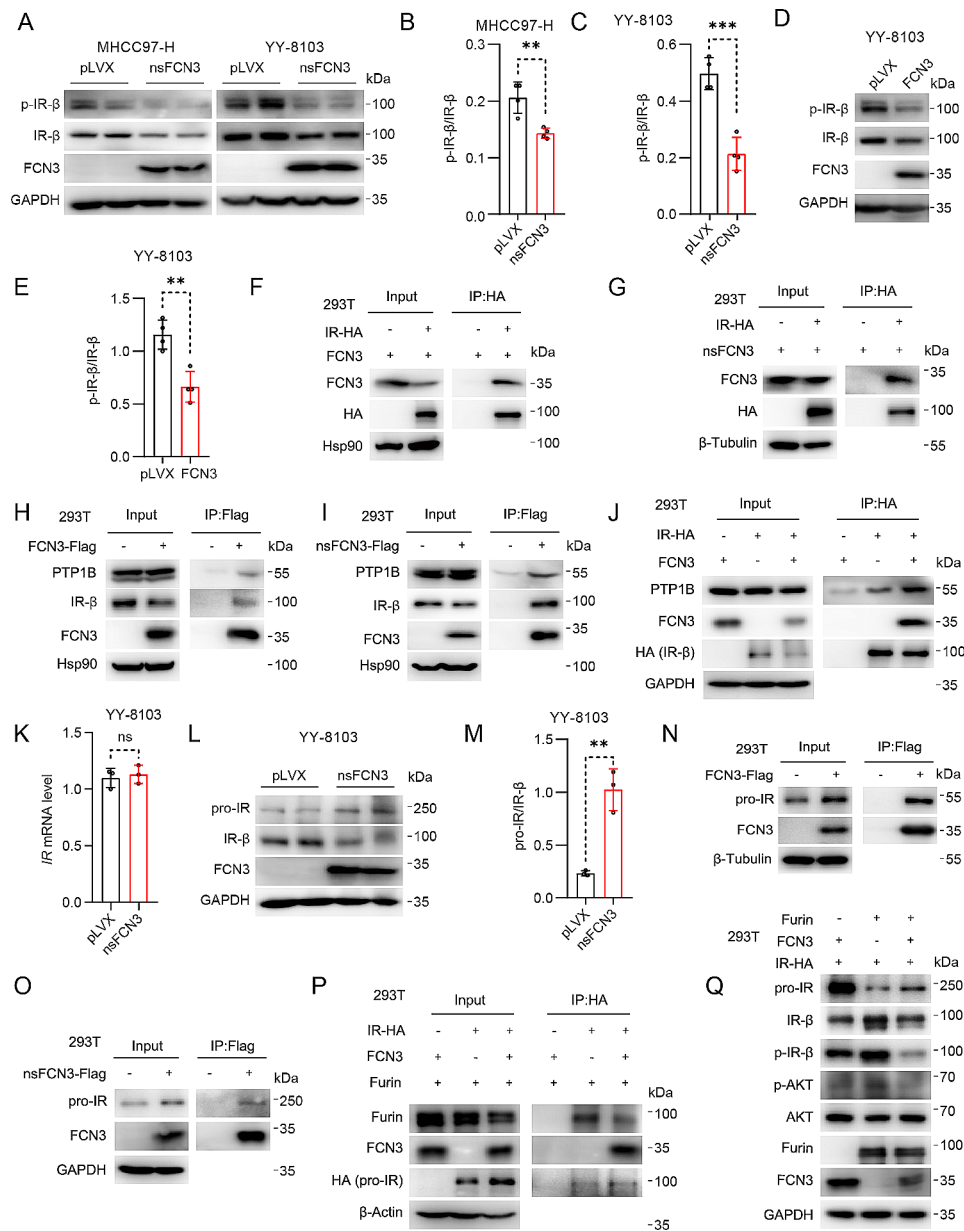 A
MHCC97-H YY-8103
pLVX nsFCN3 pLVX nsFCN3 kDa
p-IR-β -100
IR-β -100
FCN3 -35
GAPDH -35
B
MHCC97-H
**
p-IR-β/IR-β
0.3
0.2
0.1
0.0
pLVX
nsFCN3
C
YY-8103
***
p-IR-β/IR-β
0.6
0.4
0.2
0.0
pLVX
nsFCN3
D
YY-8103
pLVX FCN3 kDa
p-IR-β -100
IR-β -100
FCN3 -35
GAPDH -35
E
YY-8103
**
p-IR-β/IR-β
1.5
1.0
0.5
0.0
pLVX FCN3
F
293T Input IP:HA
IR-HA - + - +
FCN3 + + + + kDa
FCN3 -35
HA -100
Hsp90 -100
G
293T Input IP:HA
IR-HA - + - +
nsFCN3 + + + + kDa
FCN3 -35
HA -100
β-Tubulin -55
H
293T Input IP:Flag
FCN3-Flag - + - + kDa
PTP1B -55
IR-β -100
FCN3 -35
Hsp90 -100
I
293T Input IP:Flag
nsFCN3-Flag - + - + kDa
PTP1B -55
IR-β -100
FCN3 -35
Hsp90 -100
J
293T Input IP:HA
IR-HA - + + - + +
FCN3 + - + + - + kDa
PTP1B -55
FCN3 -35
HA (IR-β) -100
GAPDH -35
K
YY-8103
ns
IR mRNA level
1.5
1.0
0.5
0.0
pLVX
nsFCN3
L
YY-8103
pLVX nsFCN3 kDa
pro-IR -250
IR-β -100
FCN3 -35
GAPDH -35
M
YY-8103
**
pro-IR/IR-β
1.5
1.0
0.5
0.0
pLVX
nsFCN3
N
293T Input IP:Flag
FCN3-Flag - + - + kDa
pro-IR -55
FCN3 -35
β-Tubulin -55
O
293T Input IP:Flag
nsFCN3-Flag - + - + kDa
pro-IR -250
FCN3 -35
GAPDH -35
P
293T Input IP:HA
IR-HA - + + - + +
FCN3 + - + + - +
Furin + + + + + + kDa
Furin -100
FCN3 -35
HA (pro-IR) -100
β-Actin -35
Q
Furin - + +
293T FCN3 + - +
IR-HA + + + kDa
pro-IR -250
IR-β -100
p-IR-β -100
p-AKT -70
AKT -70
Furin -100
FCN3 -35
GAPDH -35